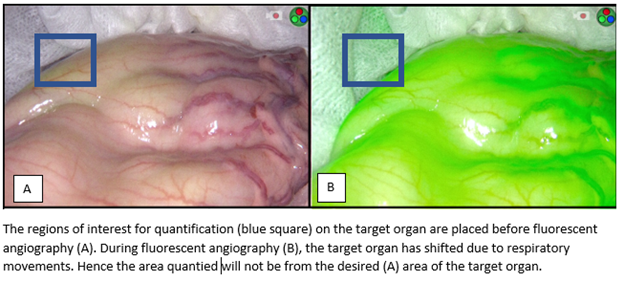 A
B
The regions of interest for quantification (blue square) on the target organ are placed before fluorescent
angiography (A). During fluorescent angiography (B), the target organ has shifted due to respiratory
movements. Hence the area quantied will not be from the desired (A) area of the target organ.